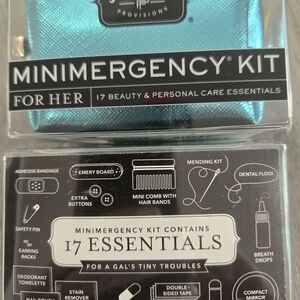 PROVISIONS
MINIMERGENCY® KIT
FOR HER 17 BEAUTY & PERSONAL CARE ESSENTIALS
ADHESIVE BANDAGE
EMERY BOARD
MENDING KIT
DENTAL FLOSS
EXTRA
BUTTONS
MINI COMB WITH
HAIR BANDS
SAFETY PIN
MINIMERGENCY KIT CONTAINS
17 ESSENTIALS
FOR A GAL'S TINY TROUBLES
EARRING
BACKS
BREATH
DROPS
DEODORANT
TOWELETTE
STAIN
REMOVER
DOUBLE-
SIDED TAPE
COMPACT
MIRROR